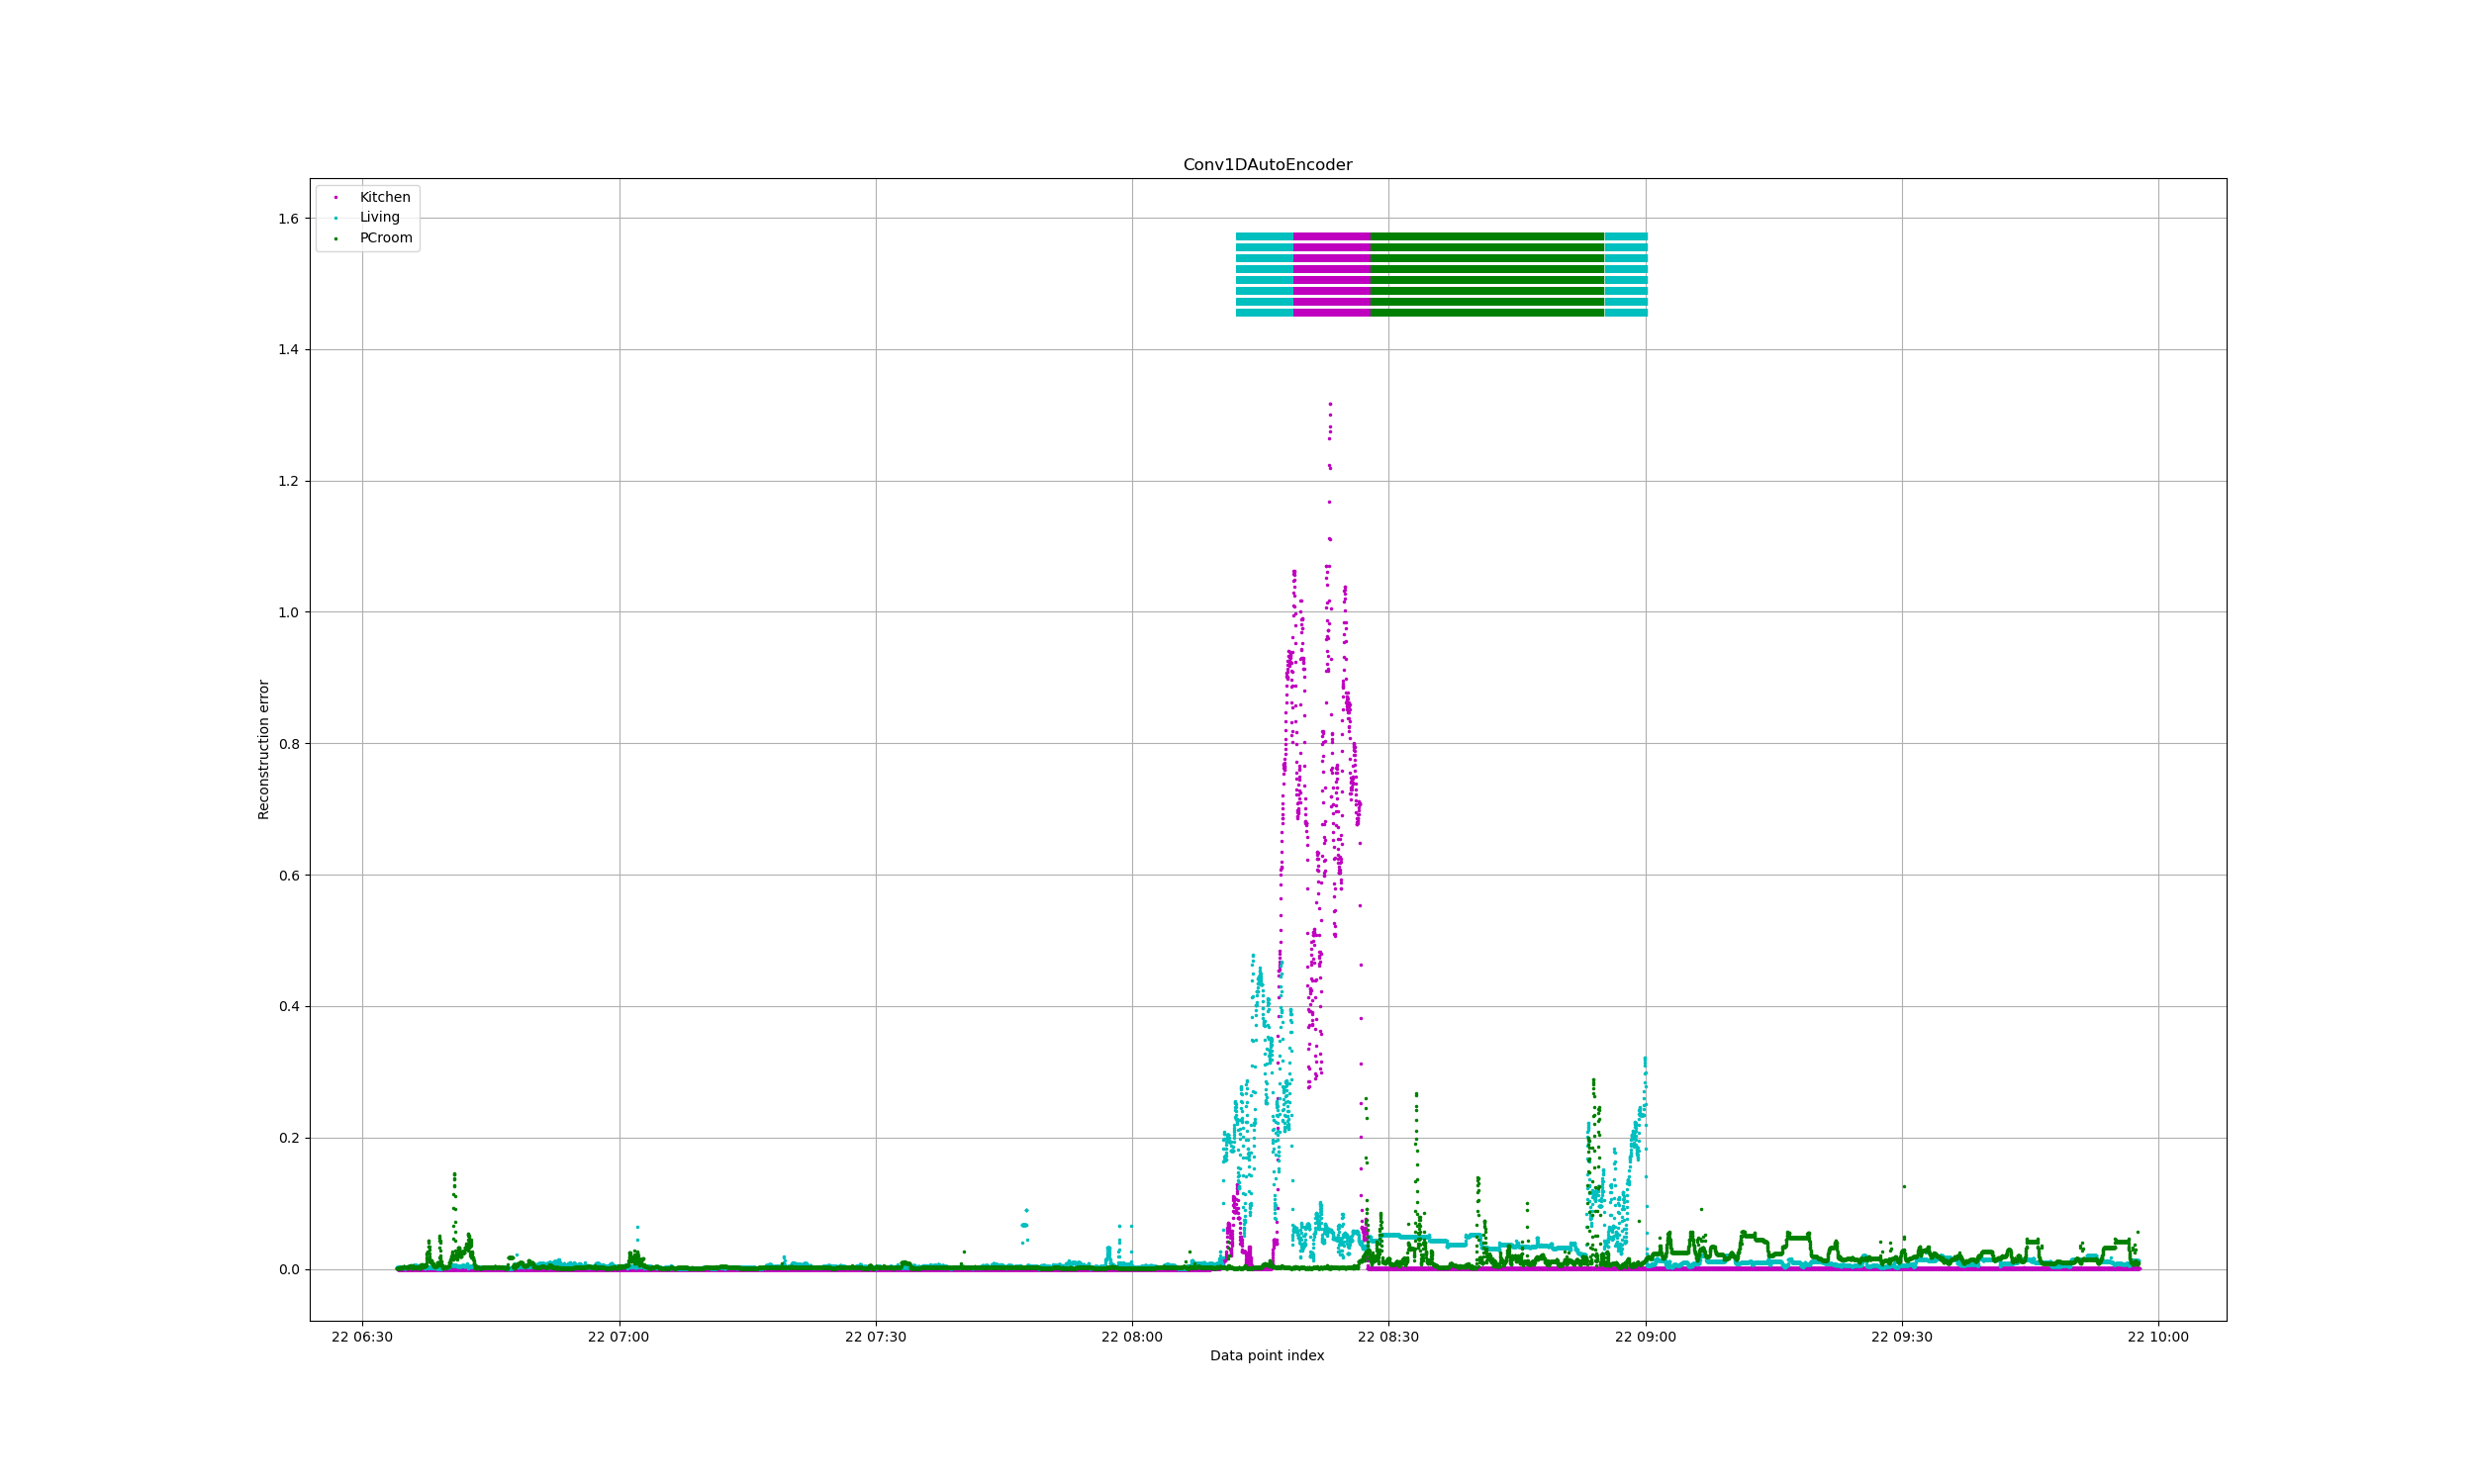 Conv1DAutoEncoder
Kitchen
Living
PCroom
1.6
1.4
1.2
1.0
0.8
0.6
0.4
0.2
0.0
Reconstruction error
22 06:30 22 07:00 22 07:30 22 08:00 22 08:30 22 09:00 22 09:30 22 10:00
Data point index